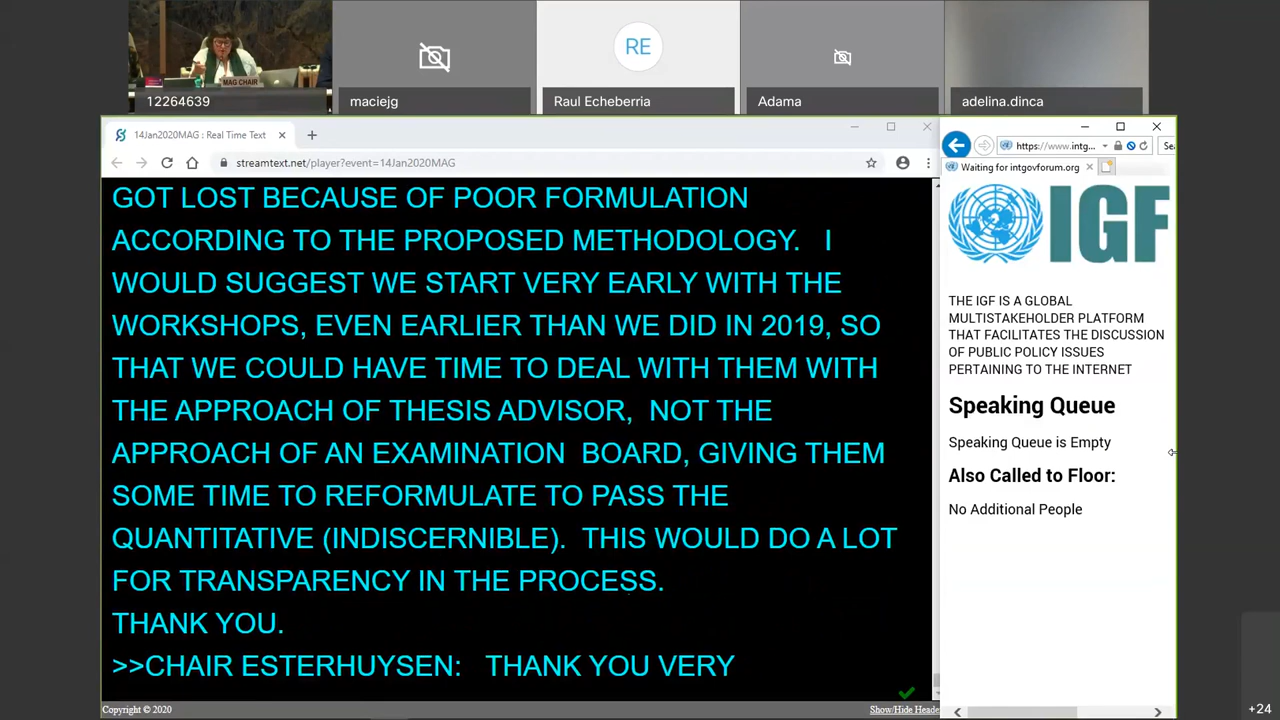 MAG CHAIR
12264639
maciejg
RE
Raul Echeberria
Adama
adelina.dinca
14Jan2020MAG : Real Time Text
streamtext.net/player?event=14Jan2020MAG
GOT LOST BECAUSE OF POOR FORMULATION
ACCORDING TO THE PROPOSED METHODOLOGY. I
WOULD SUGGEST WE START VERY EARLY WITH THE
WORKSHOPS, EVEN EARLIER THAN WE DID IN 2019, SO
THAT WE COULD HAVE TIME TO DEAL WITH THEM WITH
THE APPROACH OF THESIS ADVISOR, NOT THE
APPROACH OF AN EXAMINATION BOARD, GIVING THEM
SOME TIME TO REFORMULATE TO PASS THE
QUANTITATIVE (INDISCERNIBLE). THIS WOULD DO A LOT
FOR TRANSPARENCY IN THE PROCESS.
THANK YOU.
>>CHAIR ESTERHUYSEN: THANK YOU VERY
Copyright © 2020
Show/Hide Heade
https://www.intg...
Sea
Waiting for intgovforum.org
IGF
THE IGF IS A GLOBAL
MULTISTAKEHOLDER PLATFORM
THAT FACILITATES THE DISCUSSION
OF PUBLIC POLICY ISSUES
PERTAINING TO THE INTERNET
Speaking Queue
Speaking Queue is Empty
Also Called to Floor:
No Additional People
+24